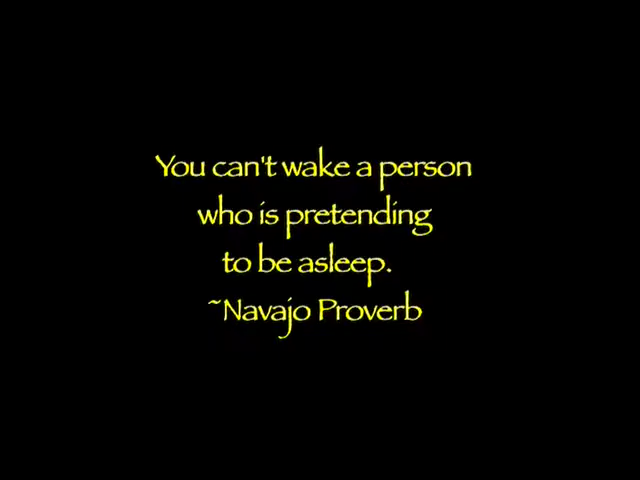 You can't wake a person
who is pretending
to be asleep.
~Navajo Proverb